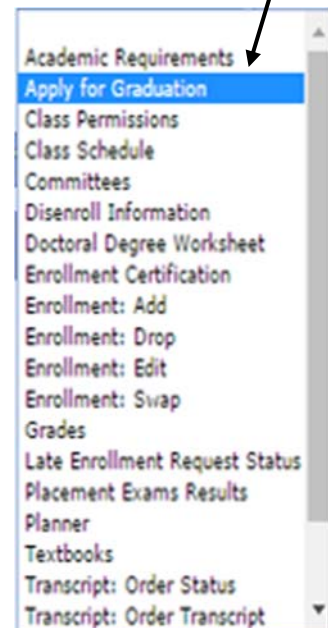 Academic Requirements
Apply for Graduation
Class Permissions
Class Schedule
Committees
Disenroll Information
Doctoral Degree Worksheet
Enrollment Certification
Enrollment: Add
Enrollment: Drop
Enrollment: Edit
Enrollment: Swap
Grades
Late Enrollment Request Status
Placement Exams Results
Planner
Textbooks
Transcript: Order Status
Transcript: Order Transcript